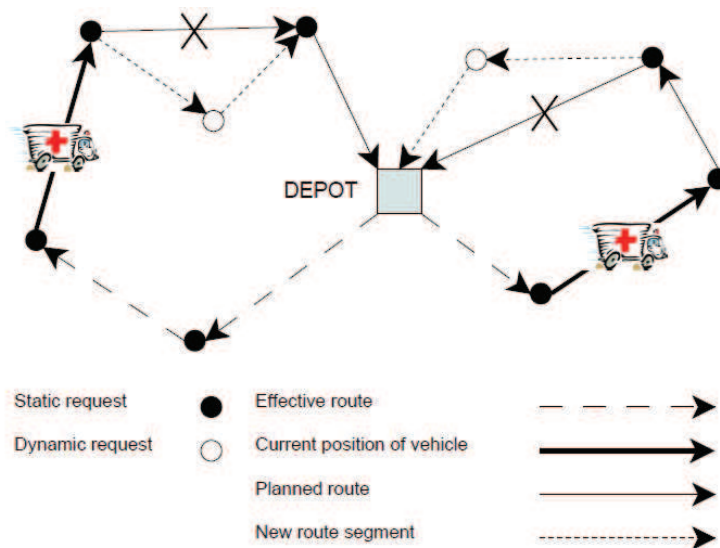 DEPOT
Static request
Effective route
Dynamic request
Current position of vehicle
Planned route
New route segment